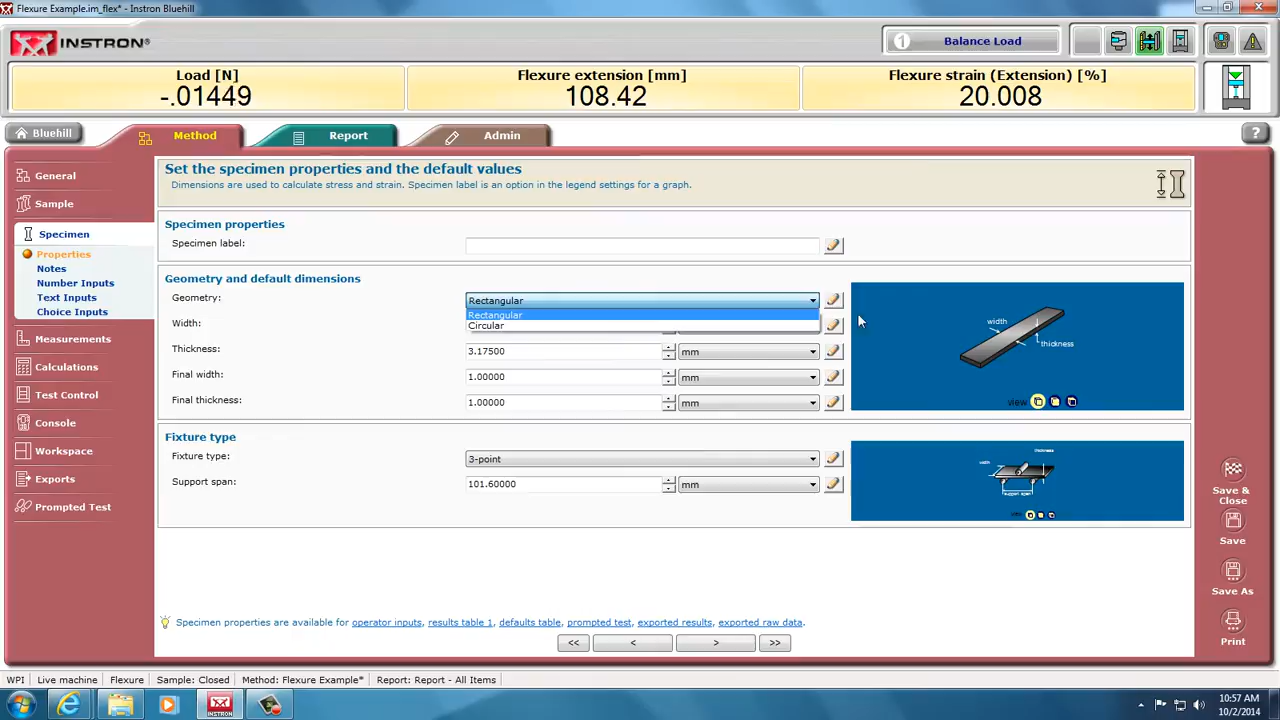 Flexure Example.im_flex* - Instron Bluehill
INSTRON®
1 Balance Load
Load [N]
-.01449
Flexure extension [mm]
108.42
Flexure strain (Extension) [%]
20.008
Bluehill
Method
Report
Admin
?
General
Sample
Specimen
Properties
Notes
Number Inputs
Text Inputs
Choice Inputs
Measurements
Calculations
Test Control
Console
Workspace
Exports
Prompted Test
Set the specimen properties and the default values
Dimensions are used to calculate stress and strain. Specimen label is an option in the legend settings for a graph.
Specimen properties
Specimen label:
Geometry and default dimensions
Geometry: Rectangular
Rectangular
Circular
Width:
Thickness: 3.17500 mm
Final width: 1.00000 mm
Final thickness: 1.00000 mm
width
thickness
view
Fixture type
Fixture type: 3-point
Support span: 101.60000 mm
width
thickness
support span
Save & Close
Save
Save As
Print
Specimen properties are available for operator inputs, results table 1, defaults table, prompted test, exported results, exported raw data.
<< < > >>
WPI Live machine Flexure Sample: Closed Method: Flexure Example* Report: Report - All Items
INSTRON
10:57 AM
10/2/2014